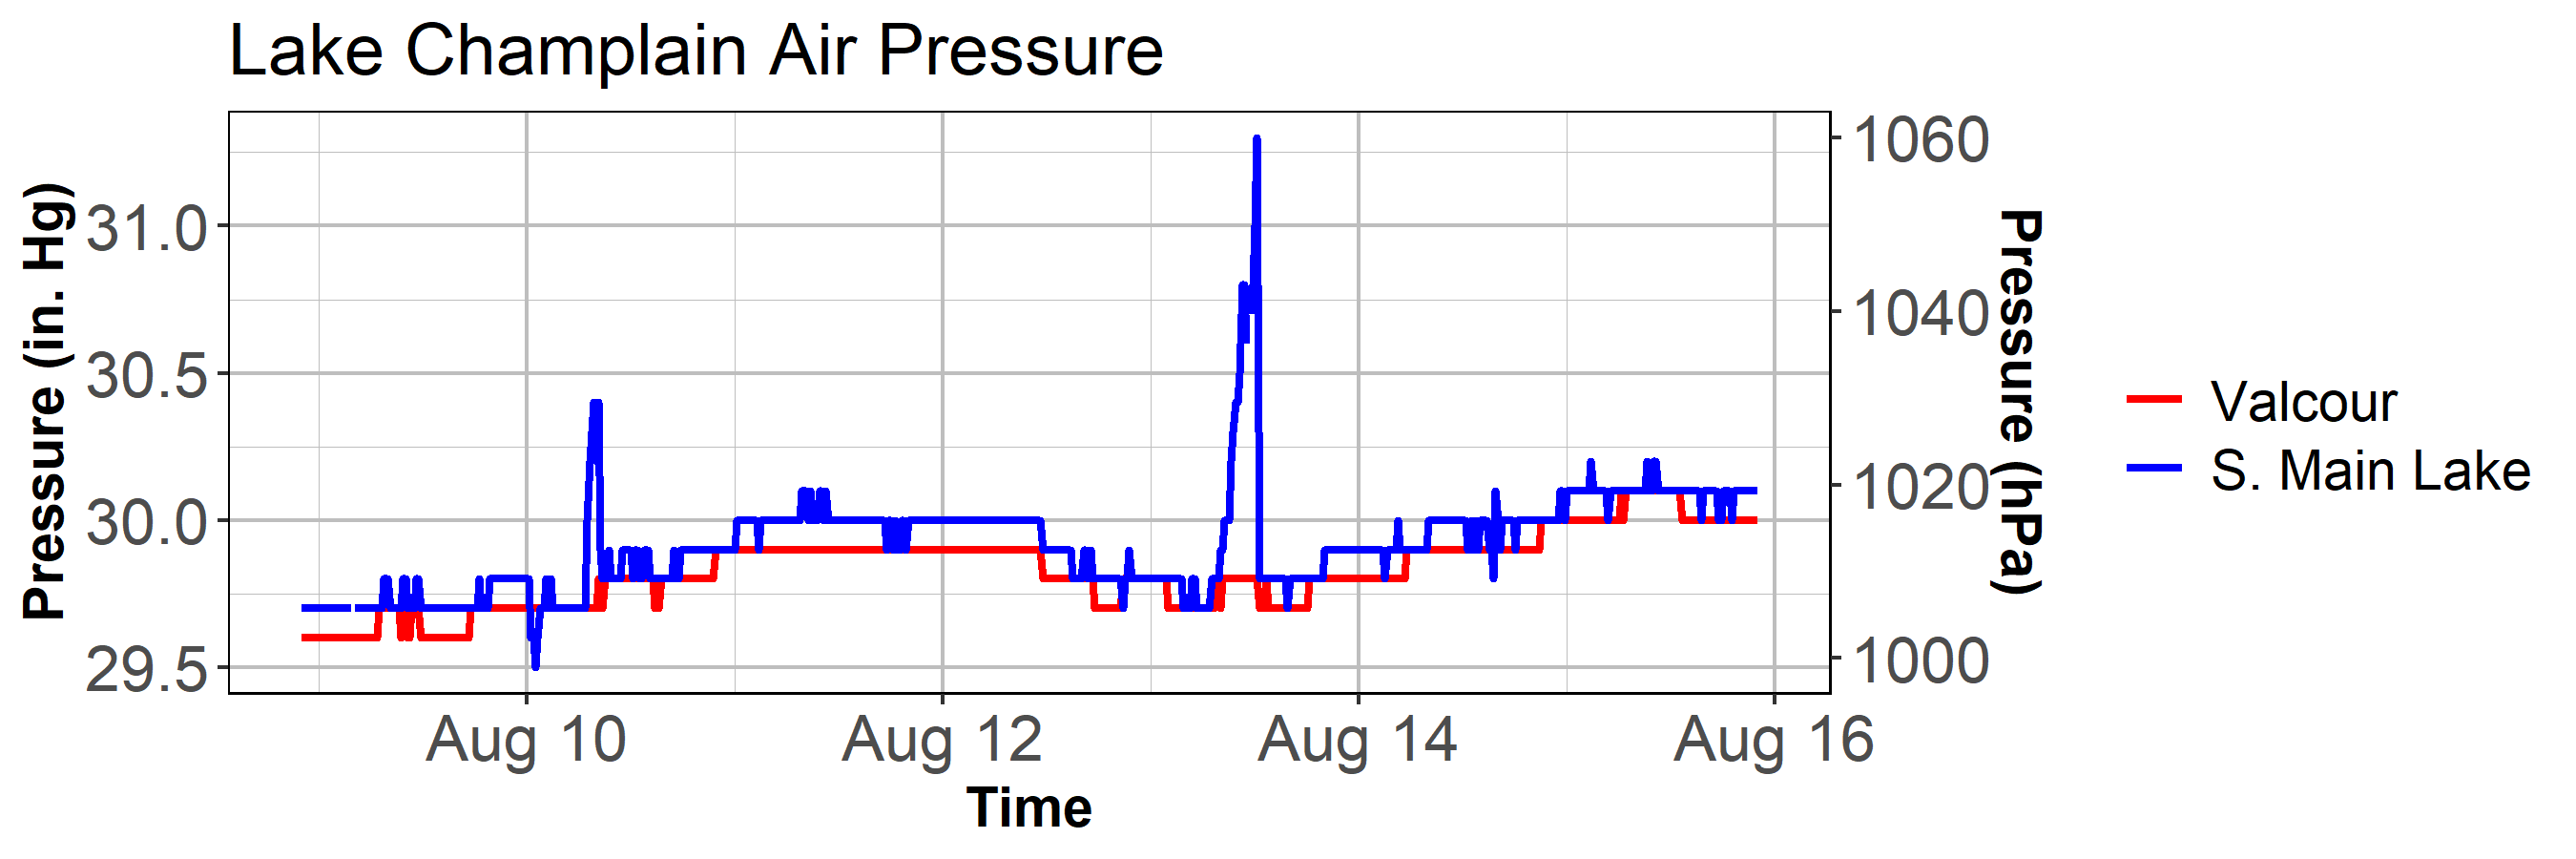 Lake Champlain Air Pressure
Pressure (in. Hg)
31.0
30.5
30.0
29.5
1060
1040
1020
1000
Pressure (hPa)
Aug 10 Aug 12 Aug 14 Aug 16
Time
Valcour
S. Main Lake